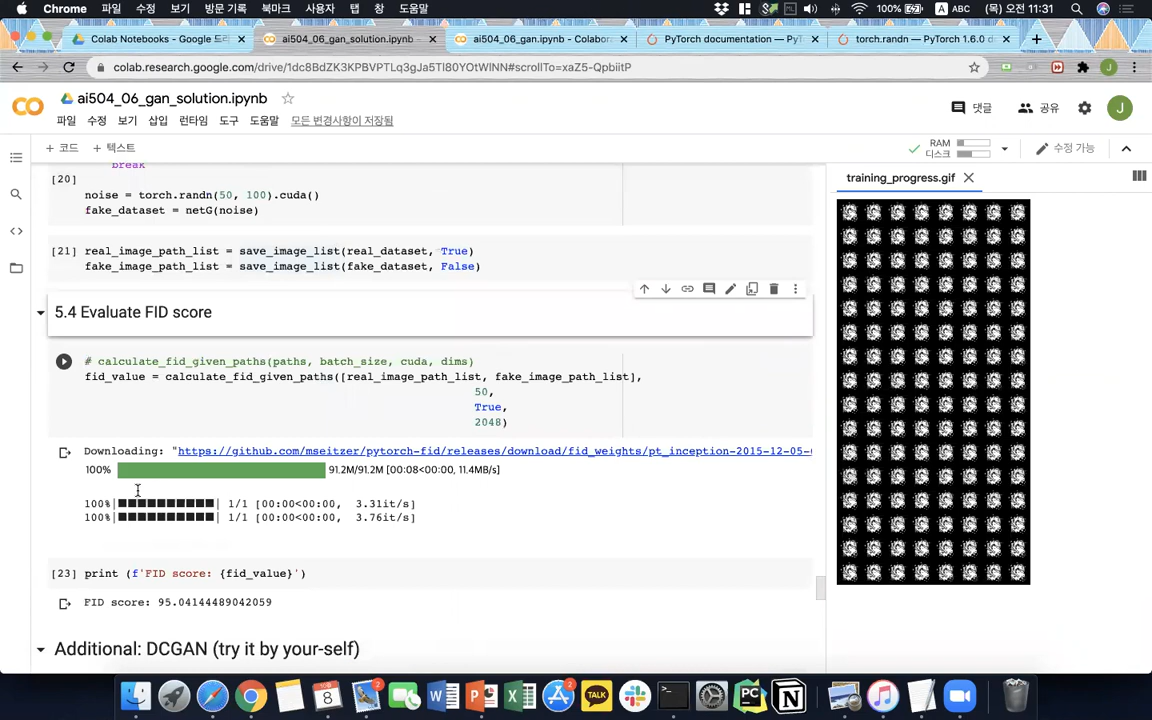 Chrome 파일 수정 보기 방문 기록 북마크 사용자 탭 창 도움말 100% A ABC (목) 오전 11:31
Colab Notebooks - Google 드라 ai504_06_gan_solution.ipynb - ai504_06_gan.ipynb - Colabor PyTorch documentation — PyT torch.randn — PyTorch 1.6.0 d
colab.research.google.com/drive/1dc8BdZK3RPBVPTLq3gJa5Tl80YOtWlNN#scrollTo=xaZ5-QpbiitP
ai504_06_gan_solution.ipynb
댓글 공유 J
파일 수정 보기 삽입 런타임 도구 도움말 모든 변경사항이 저장됨
+ 코드 + 텍스트
RAM
디스크
수정 가능
break
[20]
noise = torch.randn(50, 100).cuda()
fake_dataset = netG(noise)
[21] real_image_path_list = save_image_list(real_dataset, True)
fake_image_path_list = save_image_list(fake_dataset, False)
5.4 Evaluate FID score
# calculate_fid_given_paths(paths, batch_size, cuda, dims)
fid_value = calculate_fid_given_paths([real_image_path_list, fake_image_path_list],
50,
True,
2048)
Downloading: "https://github.com/mseitzer/pytorch-fid/releases/download/fid_weights/pt_inception-2015-12-05-
100% 91.2M/91.2M [00:08<00:00, 11.4MB/s]
100%|██████████| 1/1 [00:00<00:00, 3.31it/s]
100%|██████████| 1/1 [00:00<00:00, 3.76it/s]
[23] print (f'FID score: {fid_value}')
FID score: 95.04144489042059
Additional: DCGAN (try it by your-self)
training_progress.gif